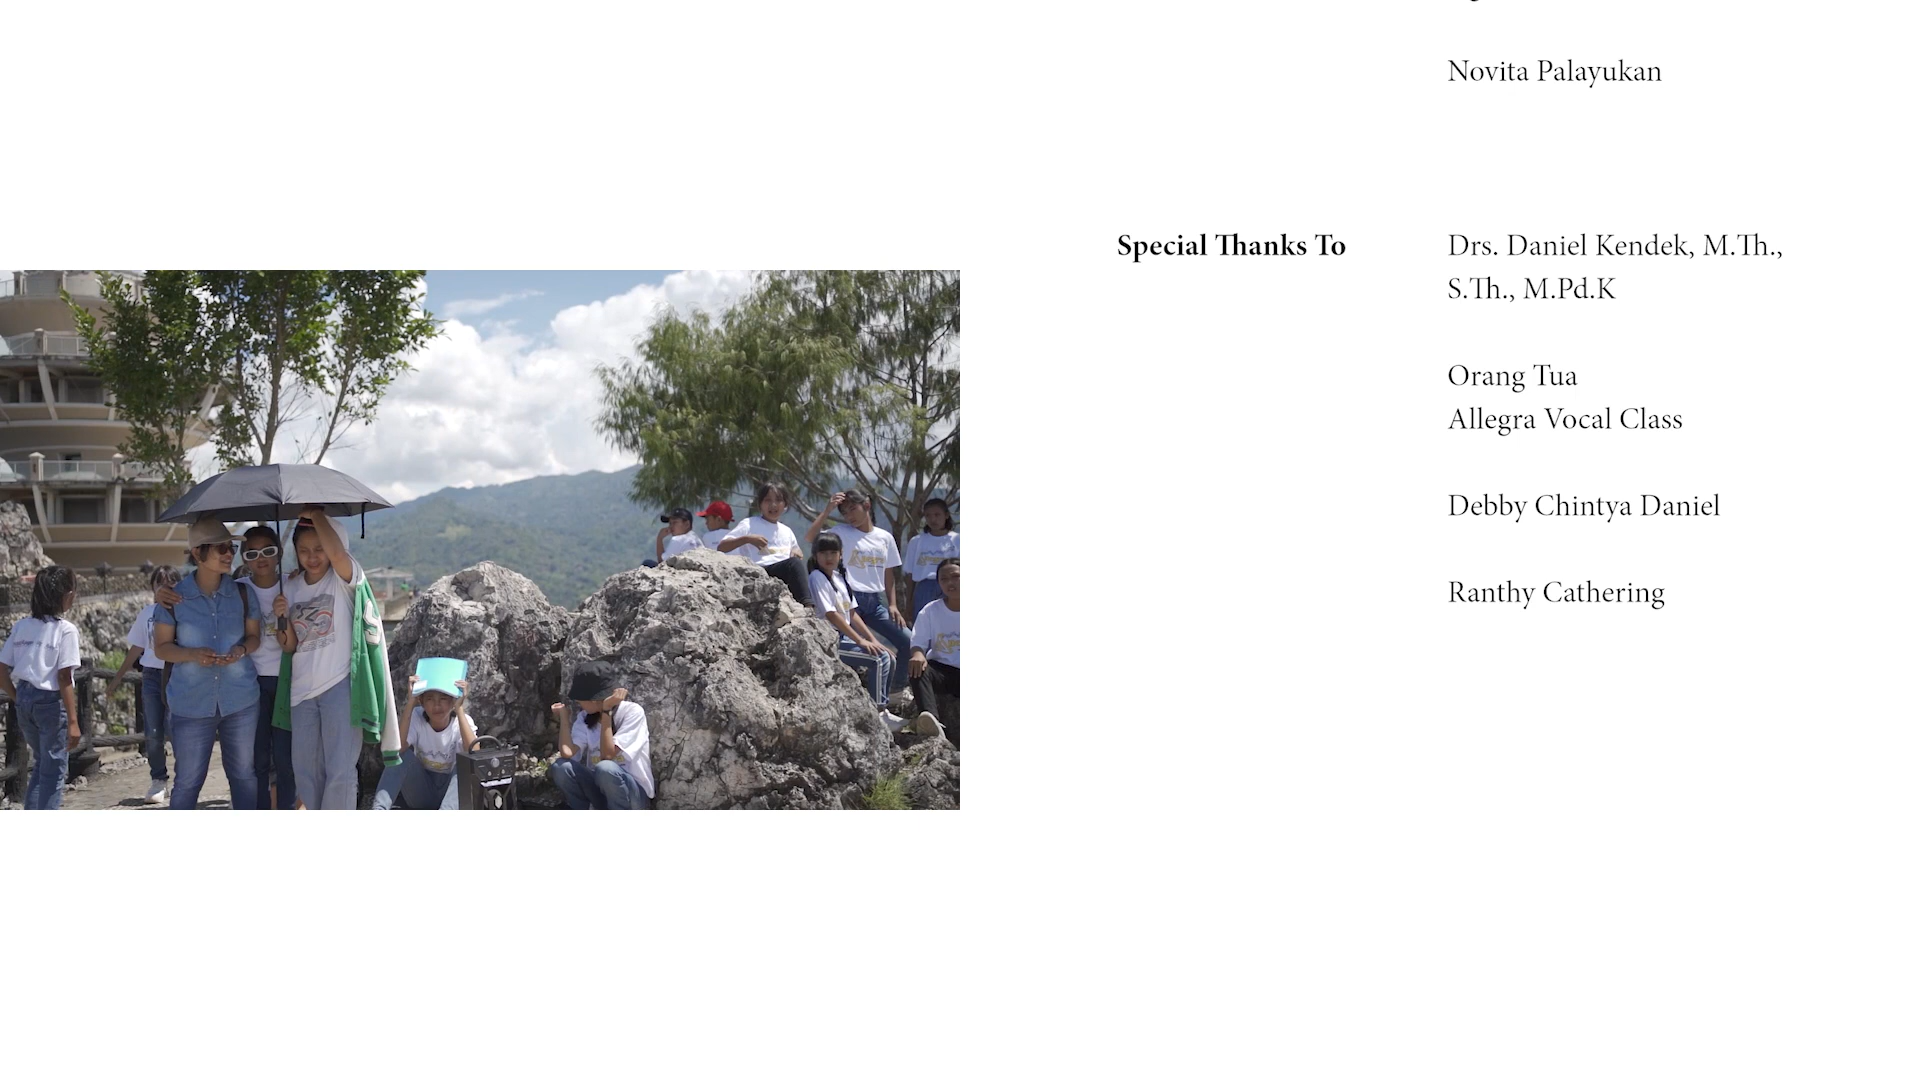 Novita Palayukan
Special Thanks To
Drs. Daniel Kendek, M.Th.,
S.Th., M.Pd.K
Orang Tua
Allegra Vocal Class
Debby Chintya Daniel
Ranthy Cathering